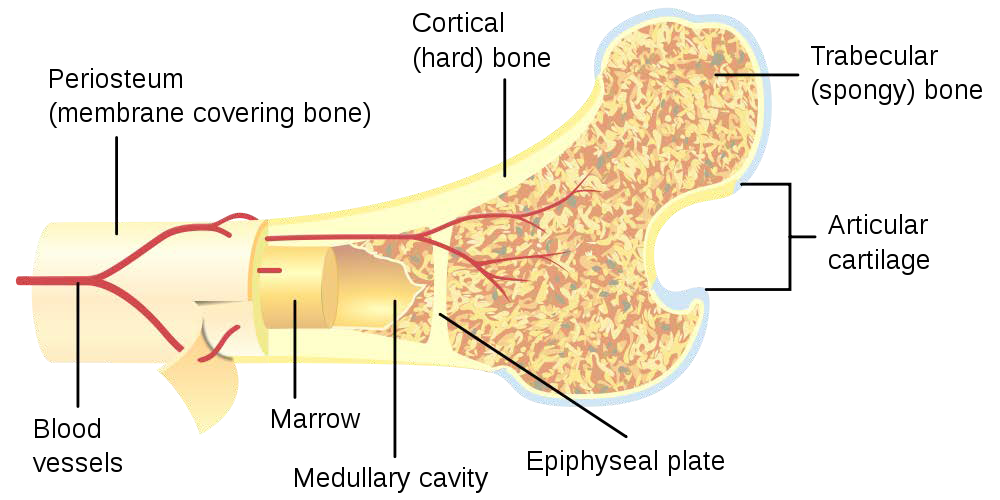 Cortical
(hard) bone
Trabecular
(spongy) bone
Periosteum
(membrane covering bone)
Articular
cartilage
Blood
vessels
Marrow
Medullary cavity
Epiphyseal plate